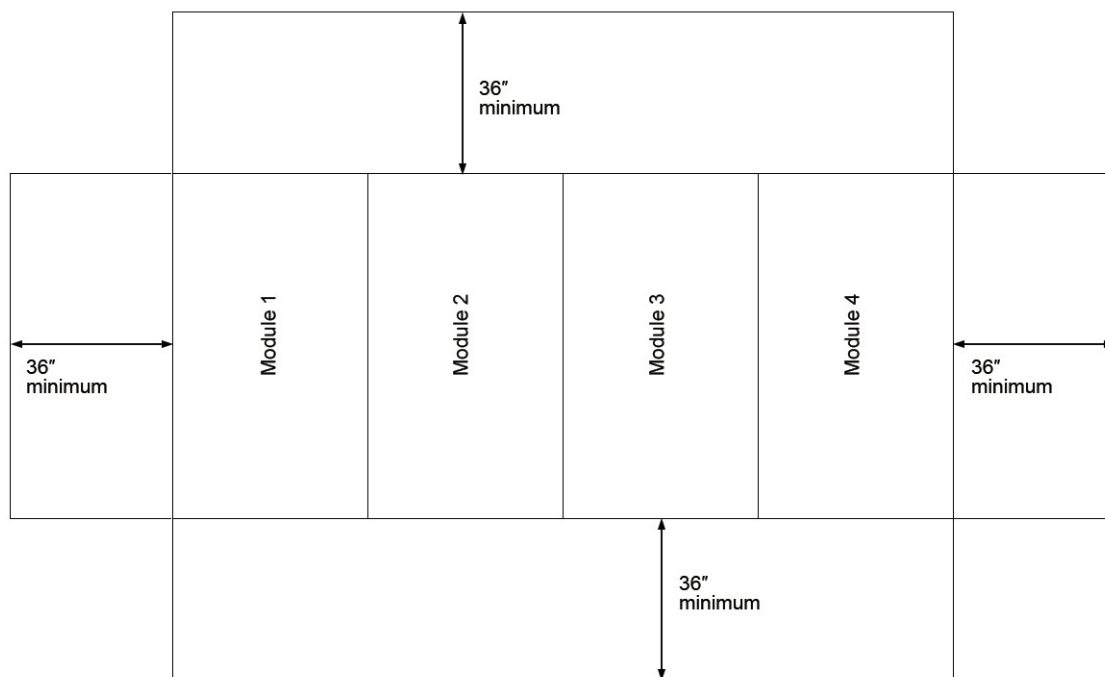 36″
minimum
Module 1
Module 2
Module 3
Module 4
36″
minimum
36″
minimum
36″
minimum